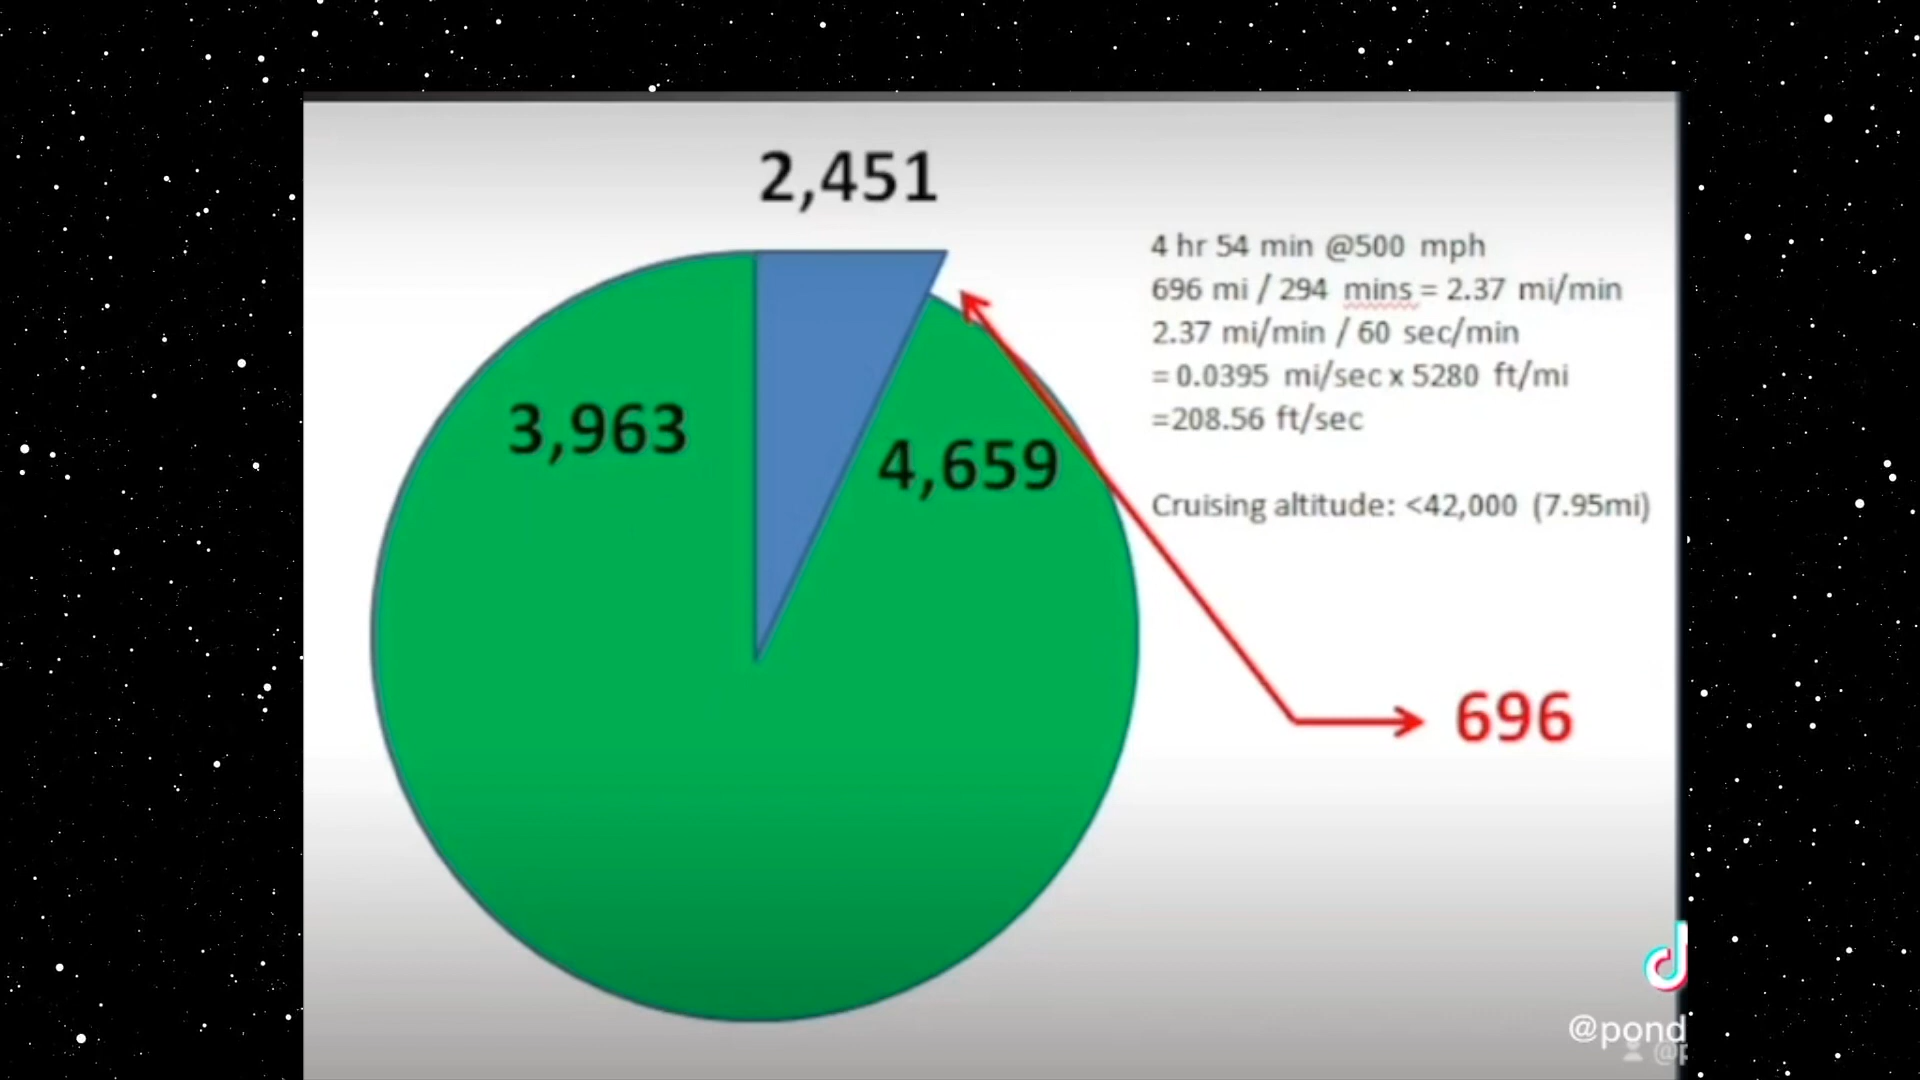 2,451
4 hr 54 min @500 mph
696 mi / 294 mins = 2.37 mi/min
2.37 mi/min / 60 sec/min
= 0.0395 mi/sec x 5280 ft/mi
=208.56 ft/sec
3,963
4,659
Cruising altitude: <42,000 (7.95mi)
696
@pond